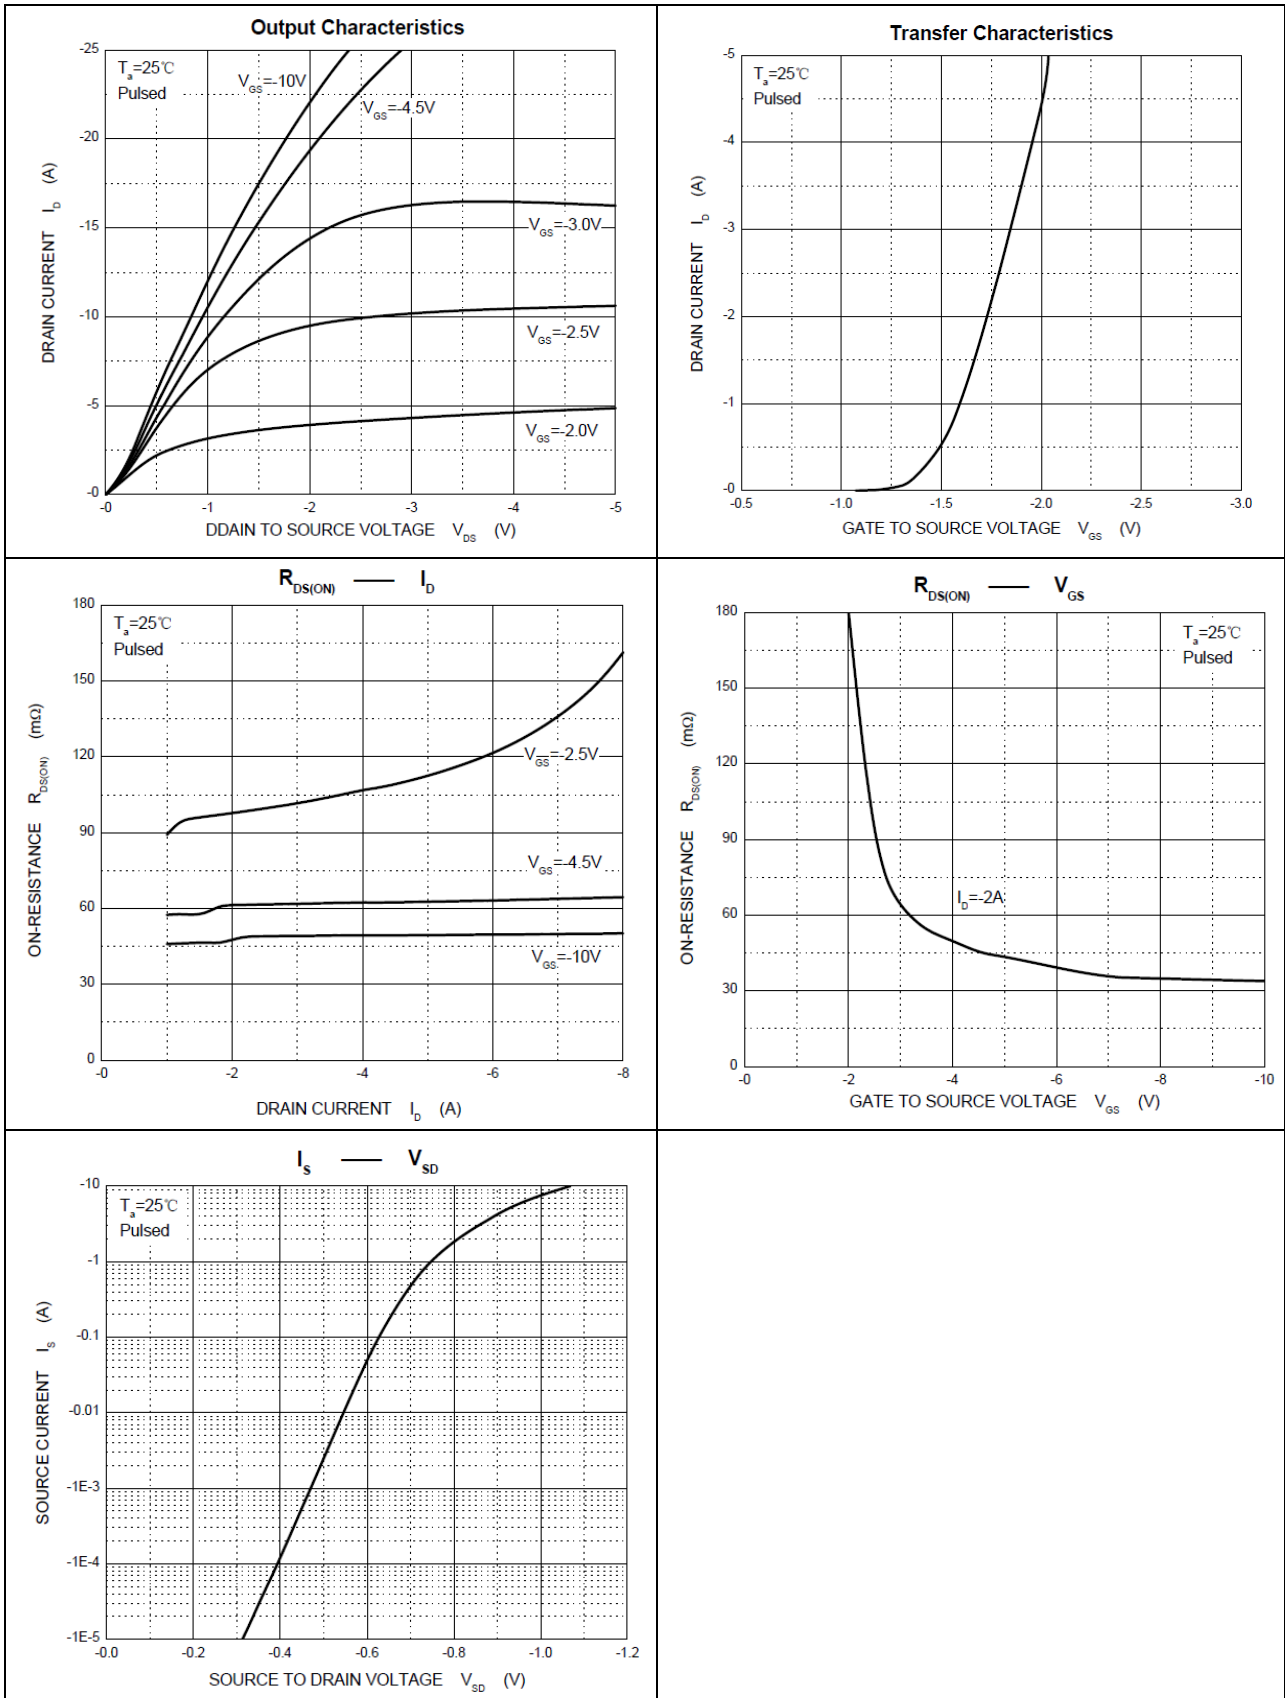 Output Characteristics
-25
-20
-15
-10
-5
-0
Ta=25℃
Pulsed
VGS=-10V
VGS=-4.5V
VGS=-3.0V
VGS=-2.5V
VGS=-2.0V
DRAIN CURRENT ID (A)
-0 -1 -2 -3 -4 -5
DDAIN TO SOURCE VOLTAGE VDS (V)
Transfer Characteristics
-5
-4
-3
-2
-1
-0
Ta=25℃
Pulsed
DRAIN CURRENT ID (A)
-0.5 -1.0 -1.5 -2.0 -2.5 -3.0
GATE TO SOURCE VOLTAGE VGS (V)
RDS(ON) —— ID
180
150
120
90
60
30
0
Ta=25℃
Pulsed
VGS=-2.5V
VGS=-4.5V
VGS=-10V
ON-RESISTANCE RDS(ON) (mΩ)
-0 -2 -4 -6 -8
DRAIN CURRENT ID (A)
RDS(ON) —— VGS
180
150
120
90
60
30
0
Ta=25℃
Pulsed
ID=-2A
ON-RESISTANCE RDS(ON) (mΩ)
-0 -2 -4 -6 -8 -10
GATE TO SOURCE VOLTAGE VGS (V)
IS —— VSD
-10
-1
-0.1
-0.01
-1E-3
-1E-4
-1E-5
Ta=25℃
Pulsed
SOURCE CURRENT IS (A)
-0.0 -0.2 -0.4 -0.6 -0.8 -1.0 -1.2
SOURCE TO DRAIN VOLTAGE VSD (V)